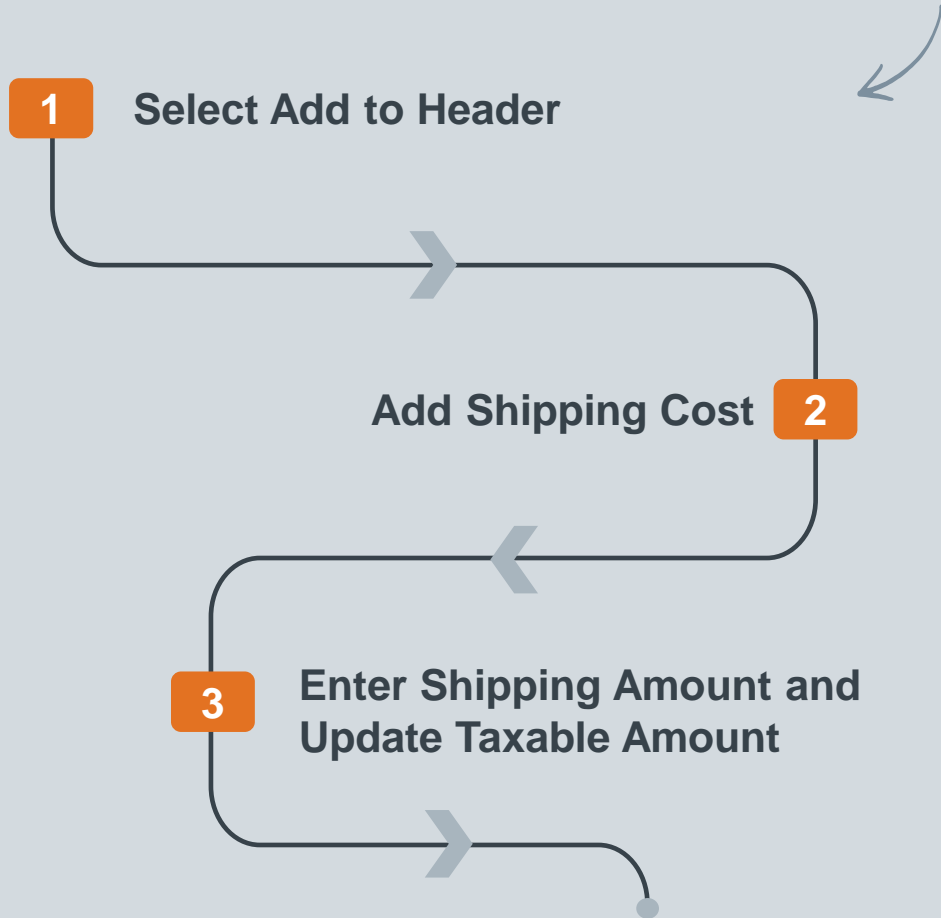 1 Select Add to Header
Add Shipping Cost 2
3 Enter Shipping Amount and
Update Taxable Amount